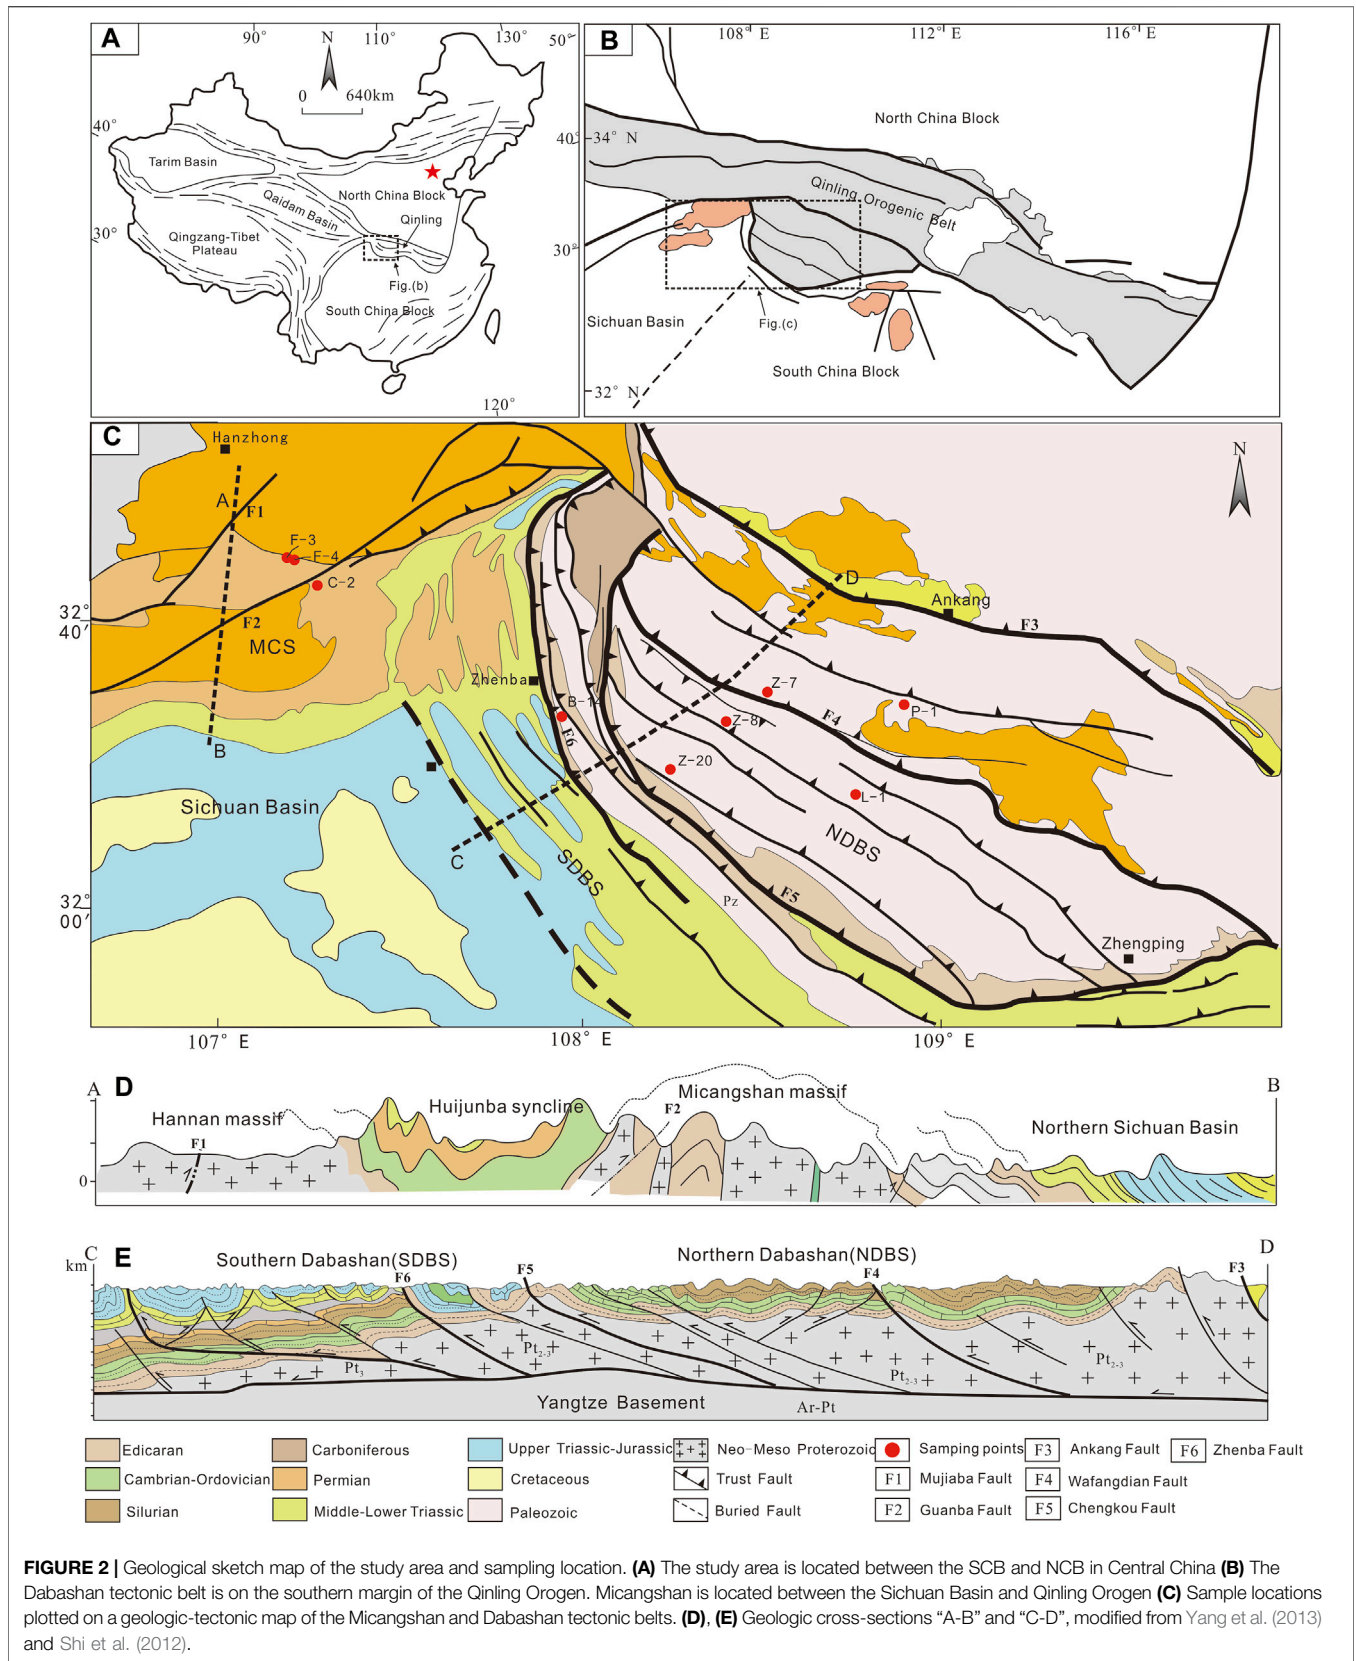 A
90°
N
110°
130°
50°
0
640km
40°
Tarim Basin
North China Block
Qaidam Basin
Qinling
30°
Qingzang-Tibet
Plateau
Fig.(b)
South China Block
120°
B
108° E
112° E
116° E
North China Block
40°
34° N
Qinling Orogenic Belt
30°
Sichuan Basin
Fig.(c)
South China Block
32° N
C
Hanzhong
N
A
F1
F-3
F-4
C-2
D
Ankang
F3
32°
40′
F2
MCS
Zhenba
Z-7
B-14
P-1
Z-8
F4
F6
B
Z-20
L-1
Sichuan Basin
NDBS
C
SDBS
F5
Pz
32°
00′
Zhengping
107° E
108° E
109° E
A
D
B
Hannan massif
Huijunba syncline
Micangshan massif
F2
F1
Northern Sichuan Basin
0
C
E
D
km
Southern Dabashan(SDBS)
Northern Dabashan(NDBS)
F6
F5
F4
F3
Pt2-3
Pt3
Pt2-3
Pt2-3
Yangtze Basement
Ar-Pt
Edicaran
Carboniferous
Upper Triassic-Jurassic
Neo-Meso Proterozoic
Samping points
F3 Ankang Fault
F6 Zhenba Fault
Cambrian-Ordovician
Permian
Cretaceous
Trust Fault
F1 Mujiaba Fault
F4 Wafangdian Fault
Silurian
Middle-Lower Triassic
Paleozoic
Buried Fault
F2 Guanba Fault
F5 Chengkou Fault
FIGURE 2 | Geological sketch map of the study area and sampling location. (A) The study area is located between the SCB and NCB in Central China (B) The
Dabashan tectonic belt is on the southern margin of the Qinling Orogen. Micangshan is located between the Sichuan Basin and Qinling Orogen (C) Sample locations
plotted on a geologic-tectonic map of the Micangshan and Dabashan tectonic belts. (D), (E) Geologic cross-sections “A-B” and “C-D”, modified from Yang et al. (2013)
and Shi et al. (2012).